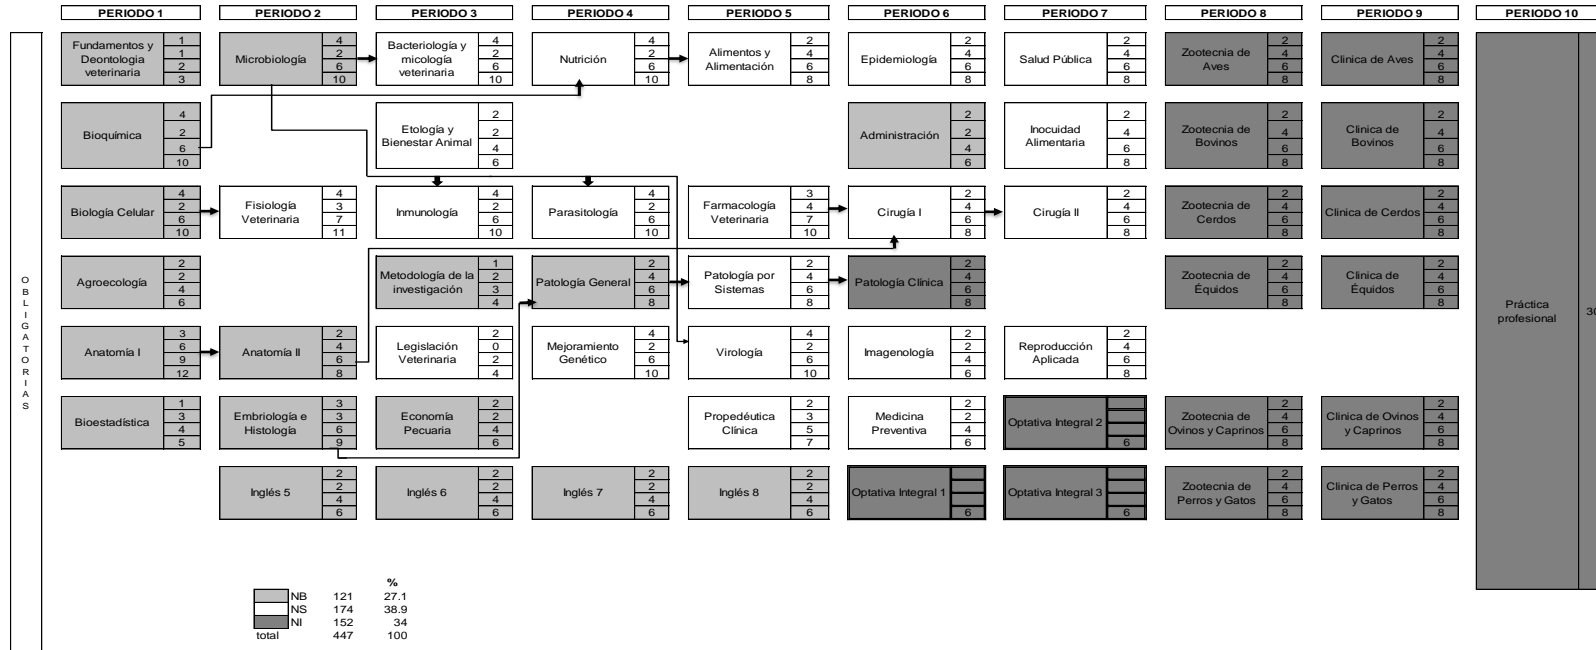 PERIODO 1 PERIODO 2 PERIODO 3 PERIODO 4 PERIODO 5 PERIODO 6 PERIODO 7 PERIODO 8 PERIODO 9 PERIODO 10
OBLIGATORIAS
Fundamentos y
Deontologia
veterinaria
1
1
2
3
Microbiología
4
2
6
10
Bacteriología y
micología
veterinaria
4
2
6
10
Nutrición
4
2
6
10
Alimentos y
Alimentación
2
4
6
8
Epidemiología
2
4
6
8
Salud Pública
2
4
6
8
Zootecnia de
Aves
2
4
6
8
Clinica de Aves
2
4
6
8
Bioquímica
4
2
6
10
Etología y
Bienestar Animal
2
2
4
6
Administración
2
2
4
6
Inocuidad
Alimentaria
2
4
6
8
Zootecnia de
Bovinos
2
4
6
8
Clinica de
Bovinos
2
4
6
8
Biología Celular
4
2
6
10
Fisiología
Veterinaria
4
3
7
11
Inmunología
4
2
6
10
Parasitología
4
2
6
10
Farmacología
Veterinaria
3
4
7
10
Cirugía I
2
4
6
8
Cirugía II
2
4
6
8
Zootecnia de
Cerdos
2
4
6
8
Clinica de Cerdos
2
4
6
8
Agroecología
2
2
4
6
Metodología de la
investigación
1
2
3
4
Patología General
2
4
6
8
Patología por
Sistemas
2
4
6
8
Patología Clínica
2
4
6
8
Zootecnia de
Équidos
2
4
6
8
Clinica de
Équidos
2
4
6
8
Práctica
profesional
30
Anatomía I
3
6
9
12
Anatomía II
2
4
6
8
Legislación
Veterinaria
2
0
2
4
Mejoramiento
Genético
4
2
6
10
Virología
4
2
6
10
Imagenología
2
2
4
6
Reproducción
Aplicada
2
4
6
8
Bioestadística
1
3
4
5
Embriología e
Histología
3
3
6
9
Economía
Pecuaria
2
2
4
6
Propedéutica
Clínica
2
3
5
7
Medicina
Preventiva
2
2
4
6
Optativa Integral 2
6
Zootecnia de
Ovinos y Caprinos
2
4
6
8
Clinica de Ovinos
y Caprinos
2
4
6
8
Inglés 5
2
2
4
6
Inglés 6
2
2
4
6
Inglés 7
2
2
4
6
Inglés 8
2
2
4
6
Optativa Integral 1
6
Optativa Integral 3
6
Zootecnia de
Perros y Gatos
2
4
6
8
Clinica de Perros
y Gatos
2
4
6
8
%
NB 121 27.1
NS 174 38.9
NI 152 34
total 447 100